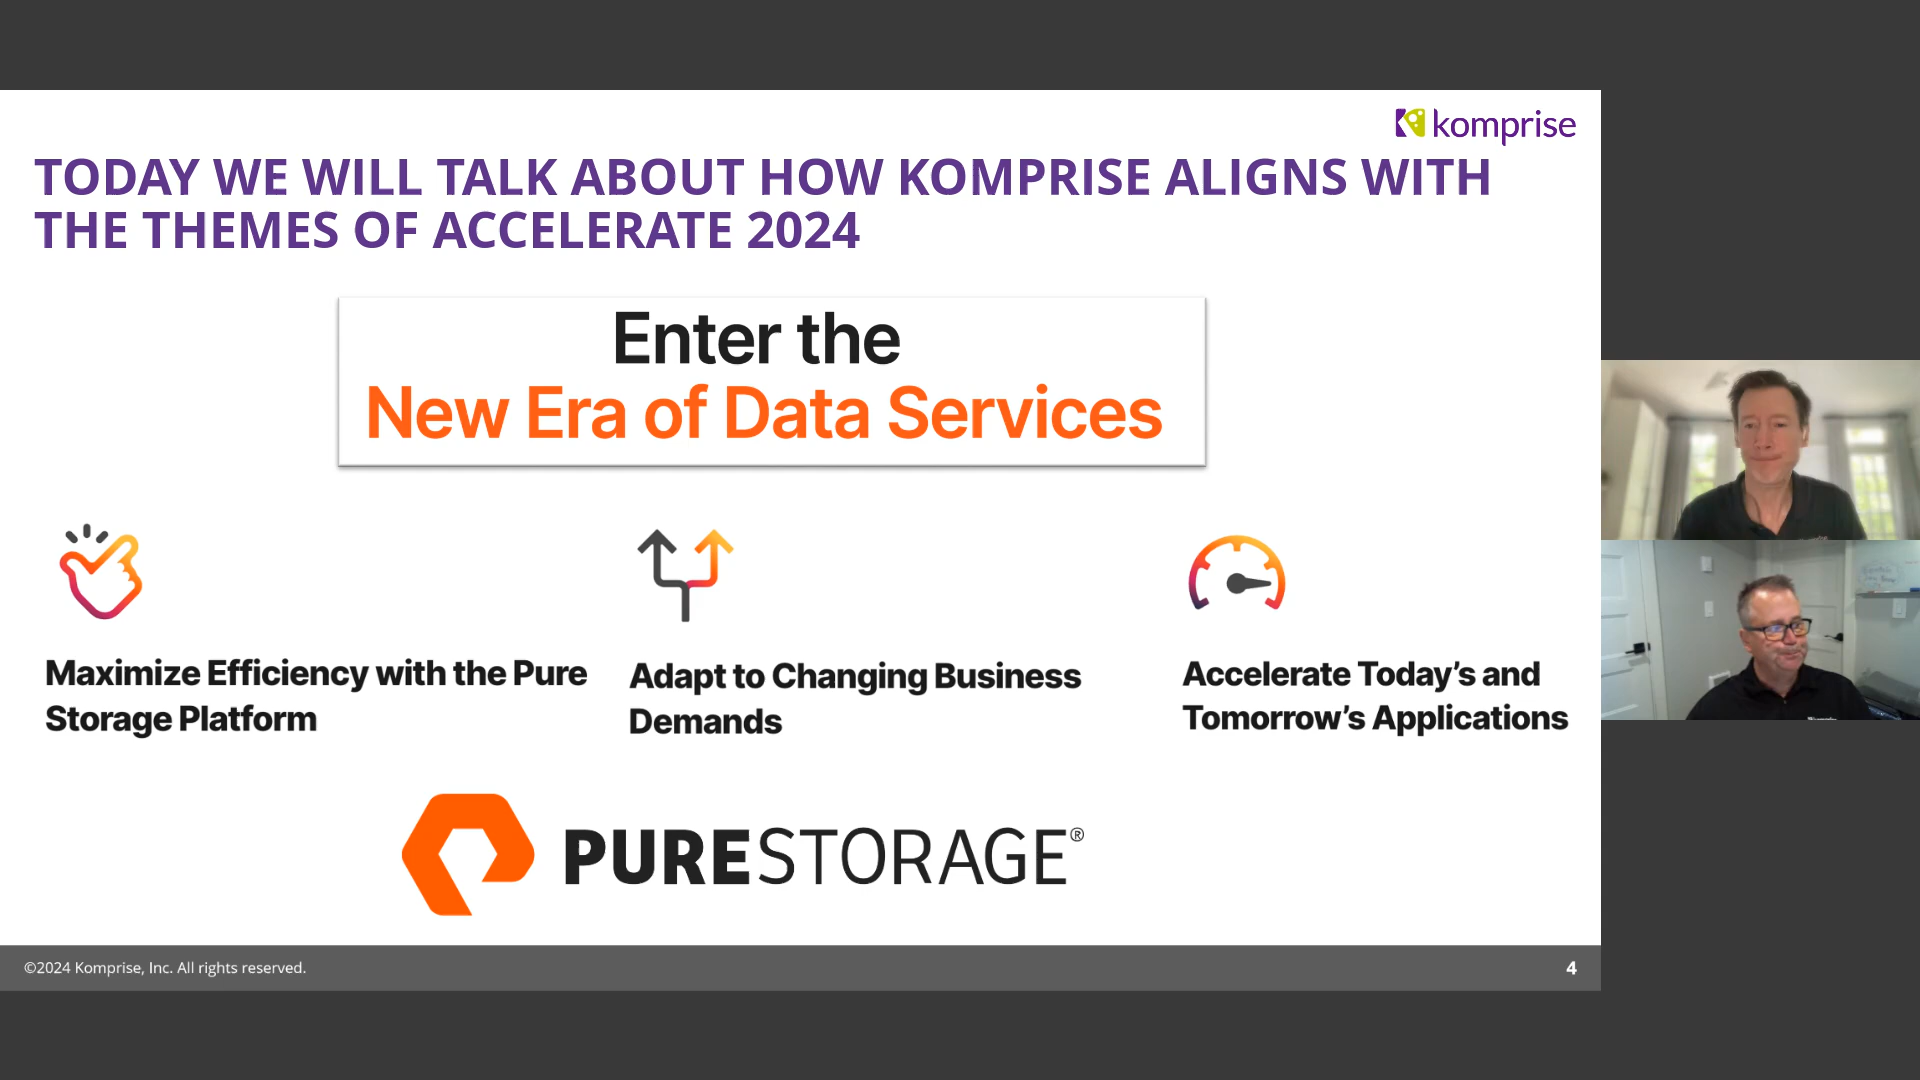 komprise
TODAY WE WILL TALK ABOUT HOW KOMPRISE ALIGNS WITH
THE THEMES OF ACCELERATE 2024
Enter the
New Era of Data Services
Maximize Efficiency with the Pure
Storage Platform
Adapt to Changing Business
Demands
Accelerate Today’s and
Tomorrow’s Applications
PURESTORAGE®
©2024 Komprise, Inc. All rights reserved.
4